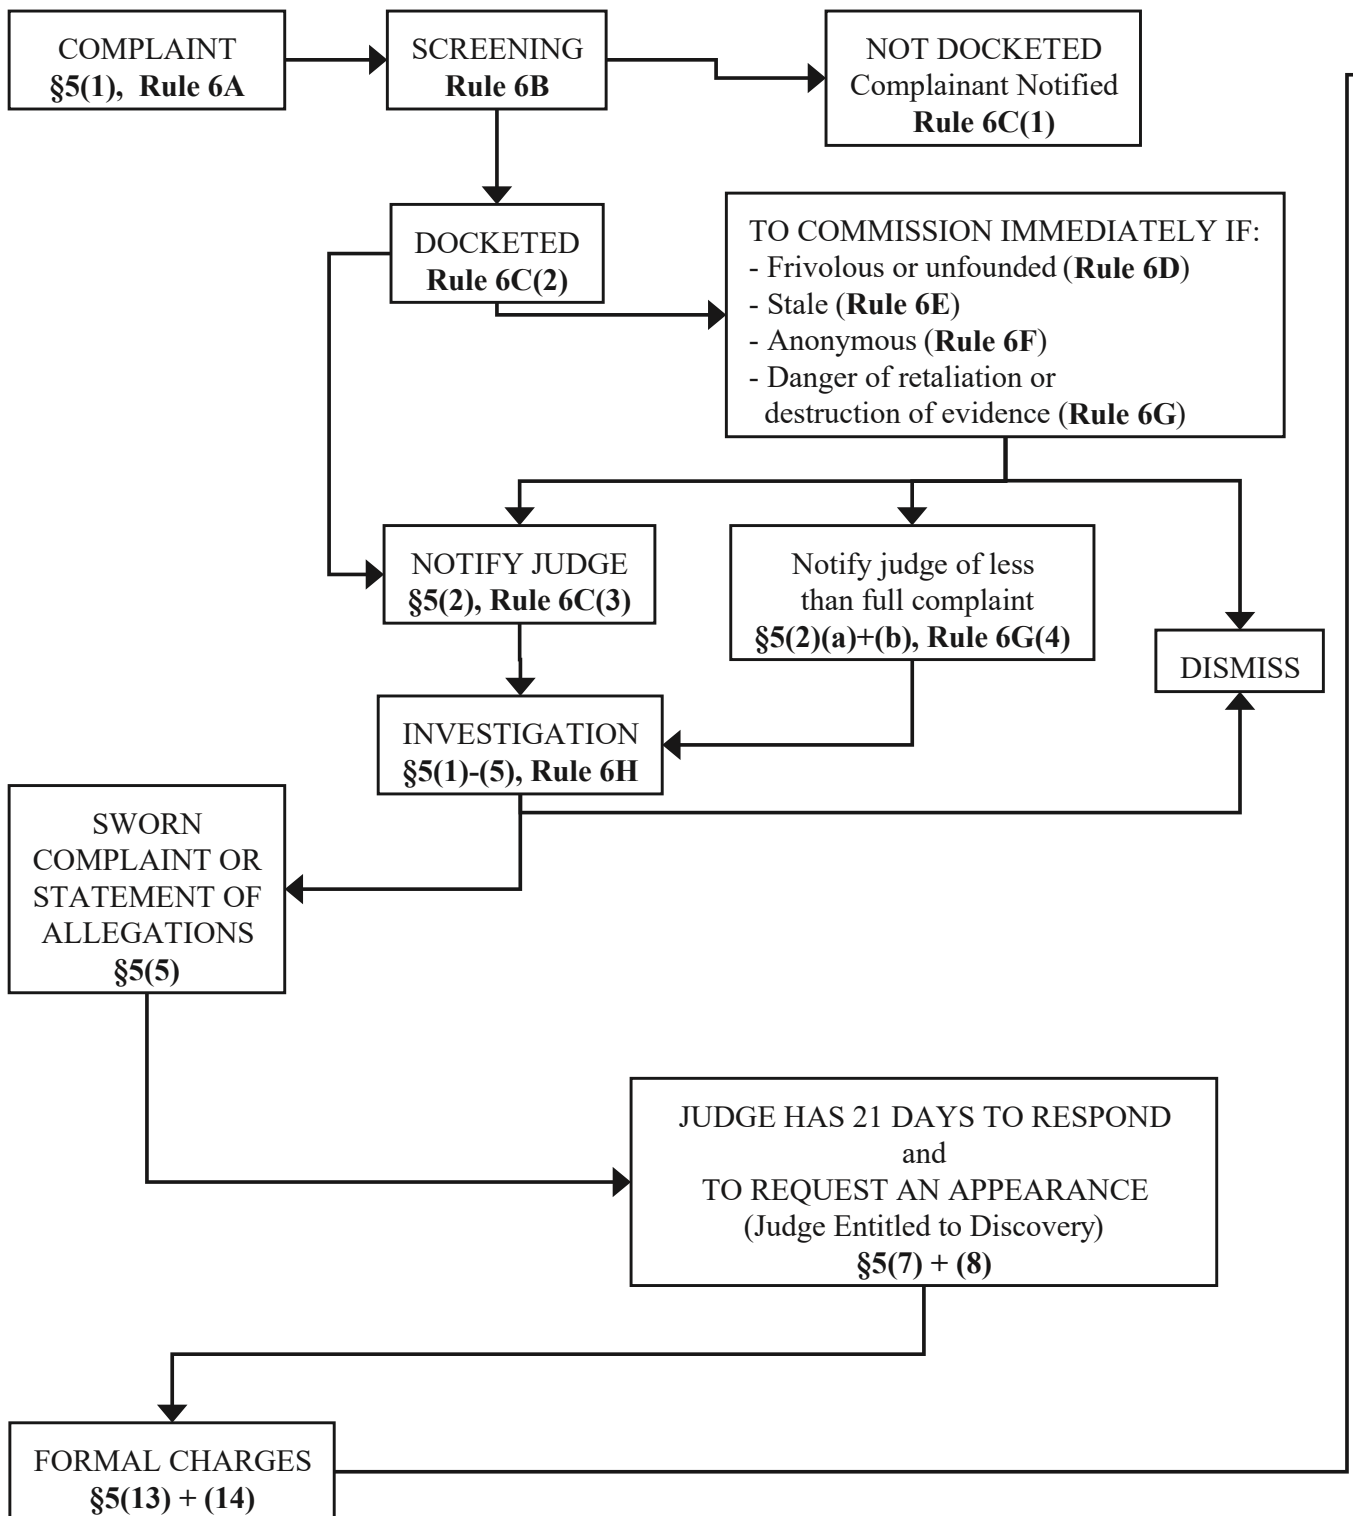 COMPLAINT
§5(1), Rule 6A
SCREENING
Rule 6B
NOT DOCKETED
Complainant Notified
Rule 6C(1)
DOCKETED
Rule 6C(2)
TO COMMISSION IMMEDIATELY IF:
- Frivolous or unfounded (Rule 6D)
- Stale (Rule 6E)
- Anonymous (Rule 6F)
- Danger of retaliation or
destruction of evidence (Rule 6G)
NOTIFY JUDGE
§5(2), Rule 6C(3)
Notify judge of less
than full complaint
§5(2)(a)+(b), Rule 6G(4)
DISMISS
INVESTIGATION
§5(1)-(5), Rule 6H
SWORN
COMPLAINT OR
STATEMENT OF
ALLEGATIONS
§5(5)
JUDGE HAS 21 DAYS TO RESPOND
and
TO REQUEST AN APPEARANCE
(Judge Entitled to Discovery)
§5(7) + (8)
FORMAL CHARGES
§5(13) + (14)